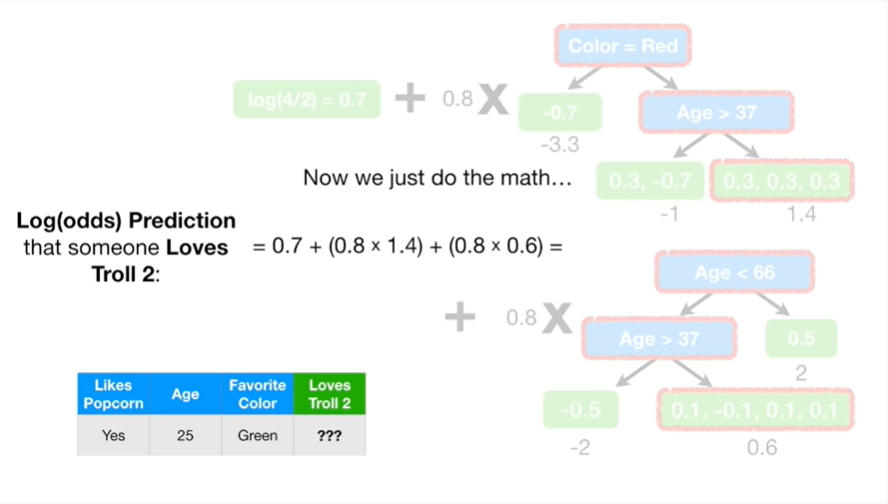 Color = Red
log(4/2) = 0.7 + 0.8 X -0.7 Age > 37
-3.3
Now we just do the math… 0.3, -0.7 0.3, 0.3, 0.3
-1 1.4
Log(odds) Prediction
that someone Loves
Troll 2:
= 0.7 + (0.8 × 1.4) + (0.8 × 0.6) =
Age < 66
+ 0.8 X Age > 37 0.5
2
-0.5 0.1, -0.1, 0.1, 0.1
-2 0.6
Likes Popcorn Age Favorite Color Loves Troll 2
Yes 25 Green ???